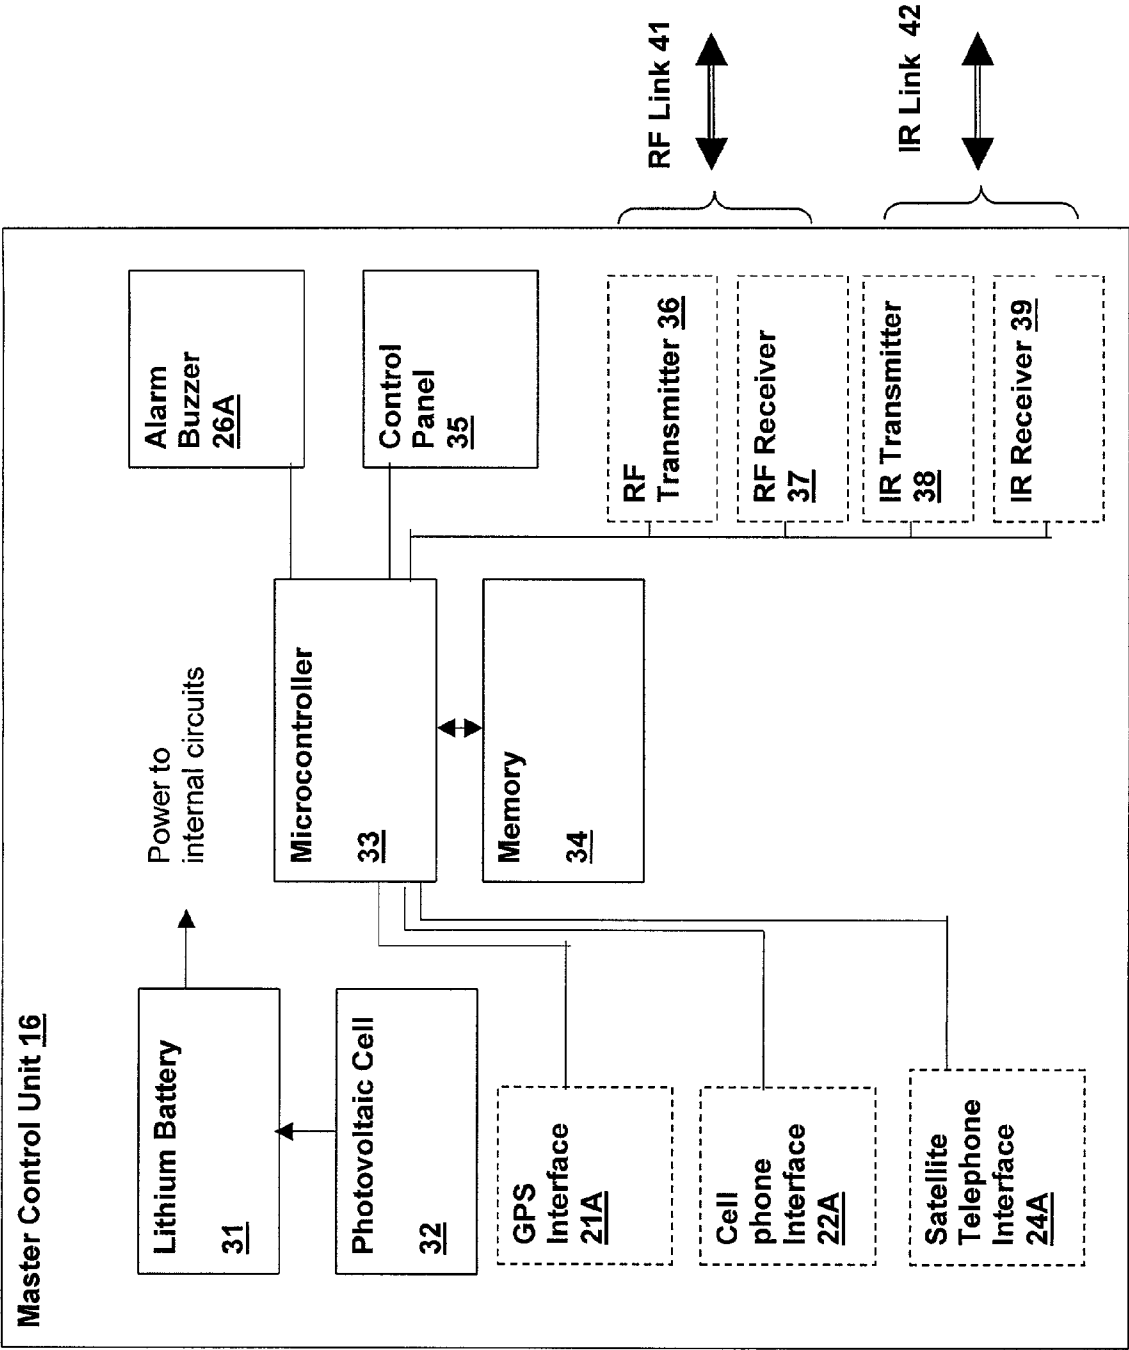 Master Control Unit 16
Lithium Battery
31
Power to
internal circuits
Alarm
Buzzer
26A
Photovoltaic Cell
32
Microcontroller
33
Control
Panel
35
Memory
34
GPS
Interface
21A
Cell
phone
Interface
22A
Satellite
Telephone
Interface
24A
RF
Transmitter 36
RF Receiver
37
IR Transmitter
38
IR Receiver 39
RF Link 41
IR Link 42